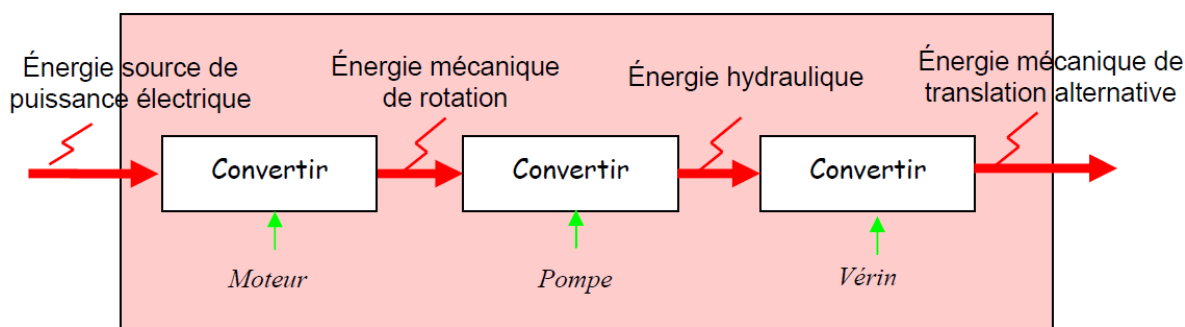 Énergie source de
puissance électrique
Énergie mécanique
de rotation
Énergie hydraulique
Énergie mécanique de
translation alternative
Convertir
Convertir
Convertir
Moteur
Pompe
Vérin